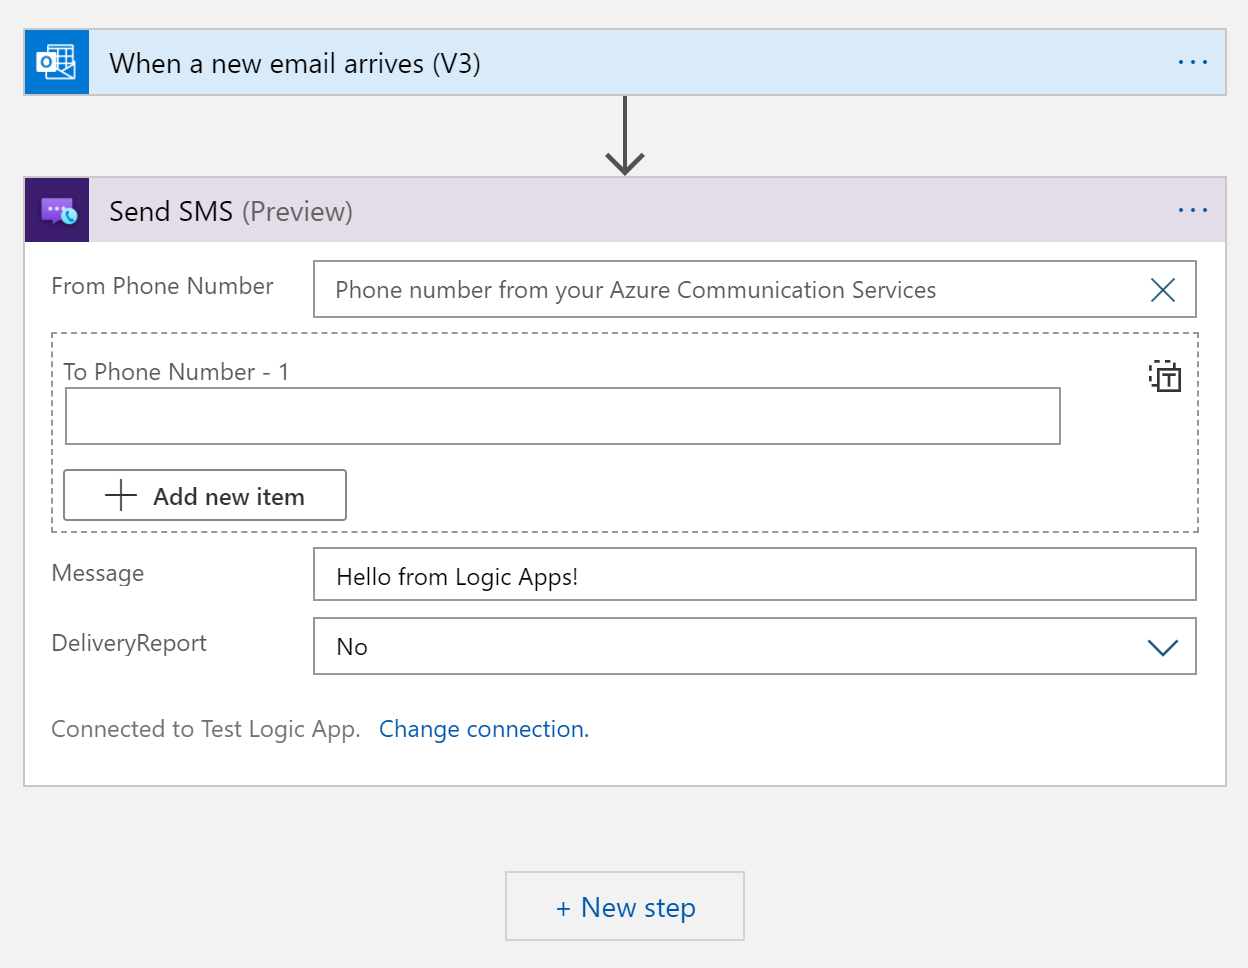 When a new email arrives (V3)
Send SMS (Preview)
From Phone Number
Phone number from your Azure Communication Services
To Phone Number - 1
Add new item
Message
Hello from Logic Apps!
DeliveryReport
No
Connected to Test Logic App. Change connection.
+ New step